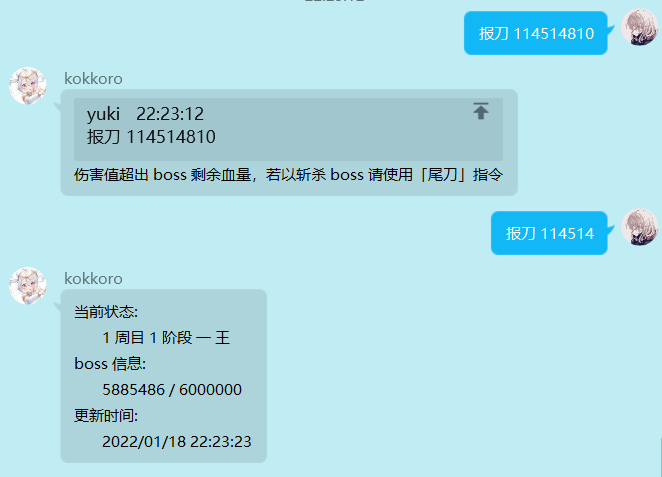 报刀 114514810
kokkoro
yuki 22:23:12
报刀 114514810
伤害值超出 boss 剩余血量，若以斩杀 boss 请使用「尾刀」指令
报刀 114514
kokkoro
当前状态:
1 周目 1 阶段 一 王
boss 信息:
5885486 / 6000000
更新时间:
2022/01/18 22:23:23